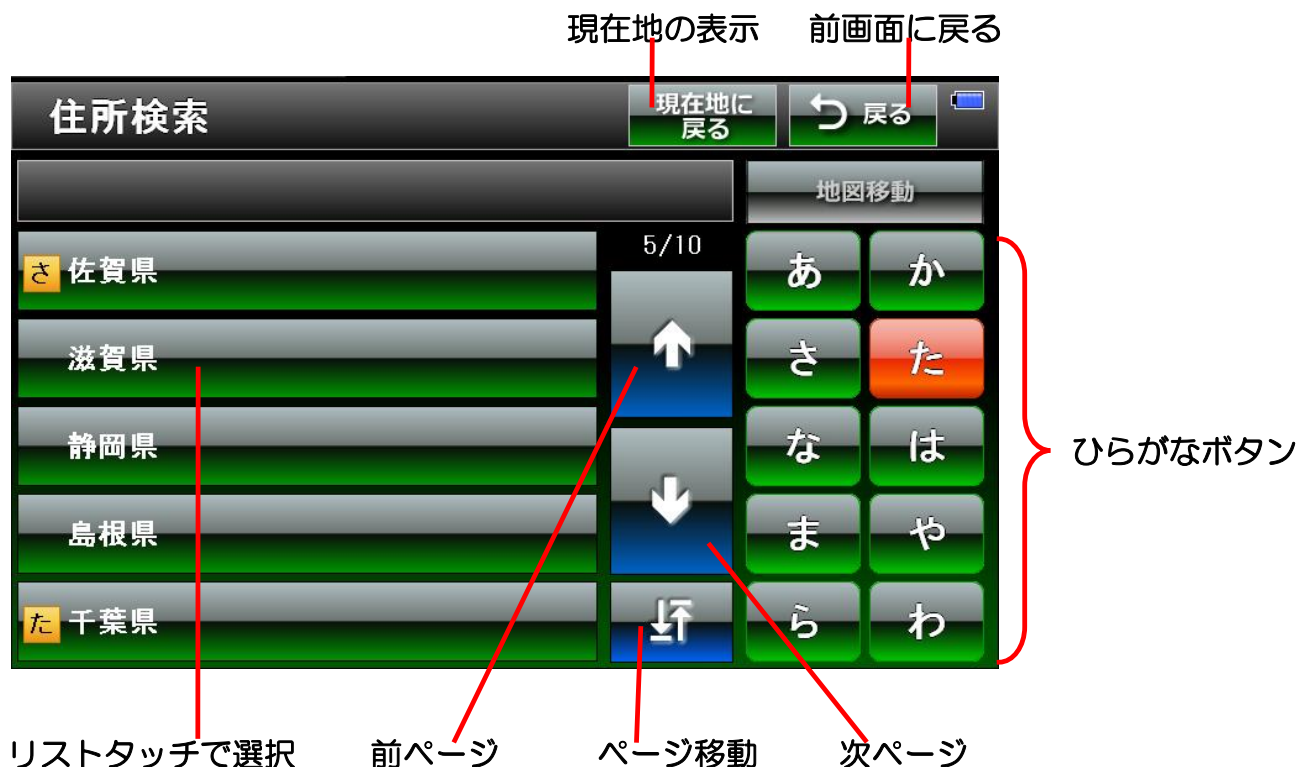 現在地の表示 前画面に戻る
住所検索
現在地に
戻る
戻る
地図移動
5/10
さ 佐賀県
滋賀県
静岡県
島根県
た 千葉県
あ か
さ た
な は
ま や
ら わ
ひらがなボタン
リストタッチで選択 前ページ ページ移動 次ページ